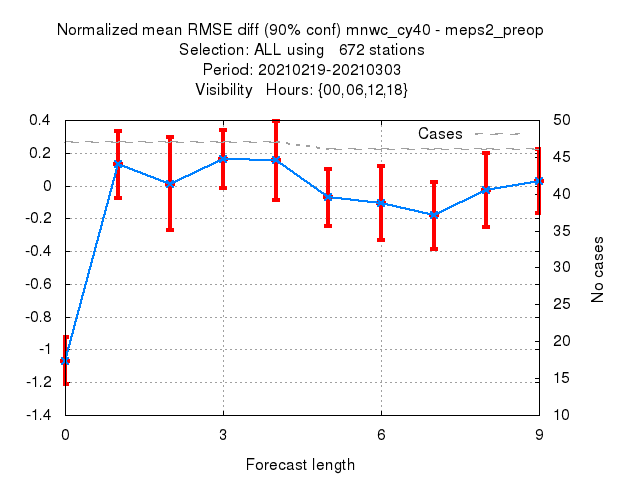 Normalized mean RMSE diff (90% conf) mnwc_cy40 - meps2_preop
Selection: ALL using 672 stations
Period: 20210219-20210303
Visibility Hours: {00,06,12,18}
Cases
0.4
0.2
0
-0.2
-0.4
-0.6
-0.8
-1
-1.2
-1.4
50
45
40
35
30
25
20
15
10
No cases
0 3 6 9
Forecast length